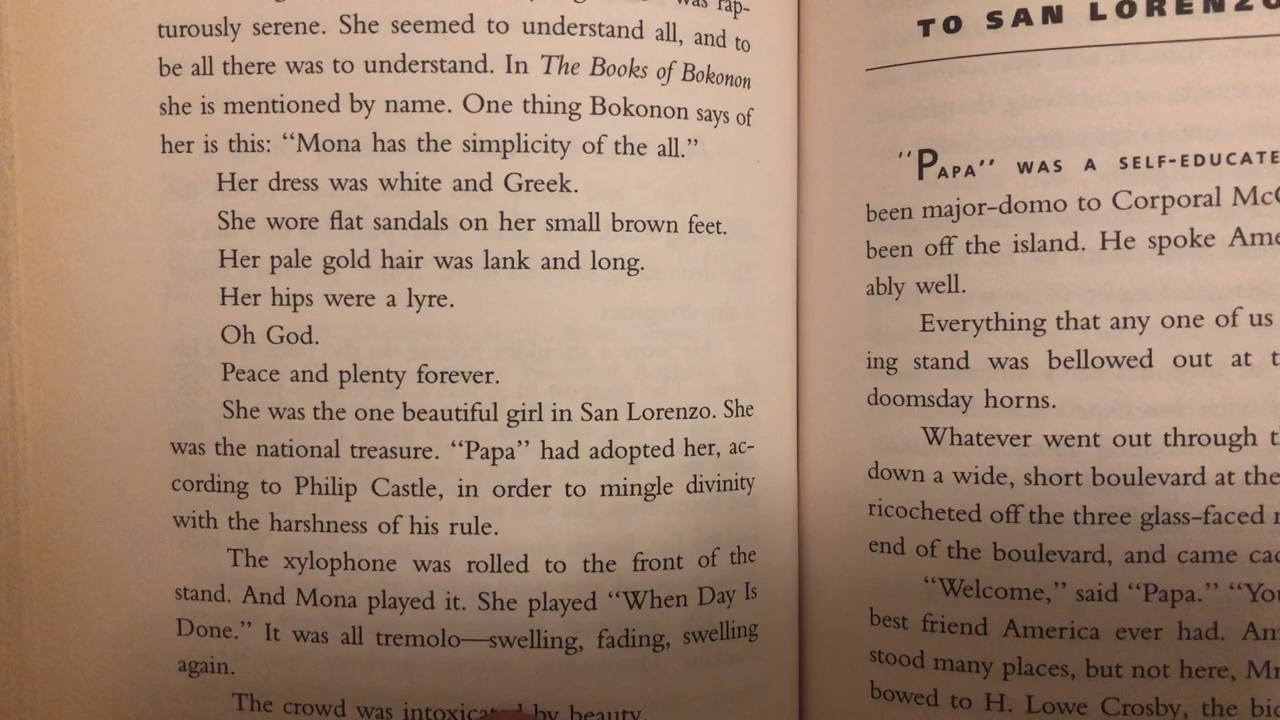 was rap-
turously serene. She seemed to understand all, and to
be all there was to understand. In The Books of Bokonon
she is mentioned by name. One thing Bokonon says of
her is this: “Mona has the simplicity of the all.”
Her dress was white and Greek.
She wore flat sandals on her small brown feet.
Her pale gold hair was lank and long.
Her hips were a lyre.
Oh God.
Peace and plenty forever.
She was the one beautiful girl in San Lorenzo. She
was the national treasure. “Papa” had adopted her, ac-
cording to Philip Castle, in order to mingle divinity
with the harshness of his rule.
The xylophone was rolled to the front of the
stand. And Mona played it. She played “When Day Is
Done.” It was all tremolo—swelling, fading, swelling
again.
The crowd was intoxicated by beauty.
TO SAN LORENZO
"PAPA” WAS A SELF-EDUCATE
been major-domo to Corporal McC
been off the island. He spoke Ame
ably well.
Everything that any one of us
ing stand was bellowed out at t
doomsday horns.
Whatever went out through th
down a wide, short boulevard at the
ricocheted off the three glass-faced
end of the boulevard, and came cac
“Welcome,” said “Papa.” “You
best friend America ever had. Am
stood many places, but not here, Mr
bowed to H. Lowe Crosby, the bic